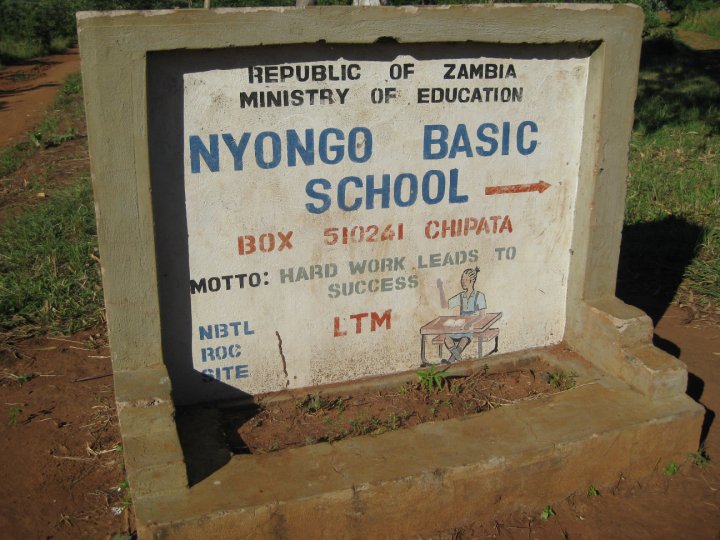 REPUBLIC OF ZAMBIA
MINISTRY OF EDUCATION
NYONGO BASIC
SCHOOL
BOX 510241 CHIPATA
MOTTO: HARD WORK LEADS TO
SUCCESS
LTM
NBTL
ROC
SITE